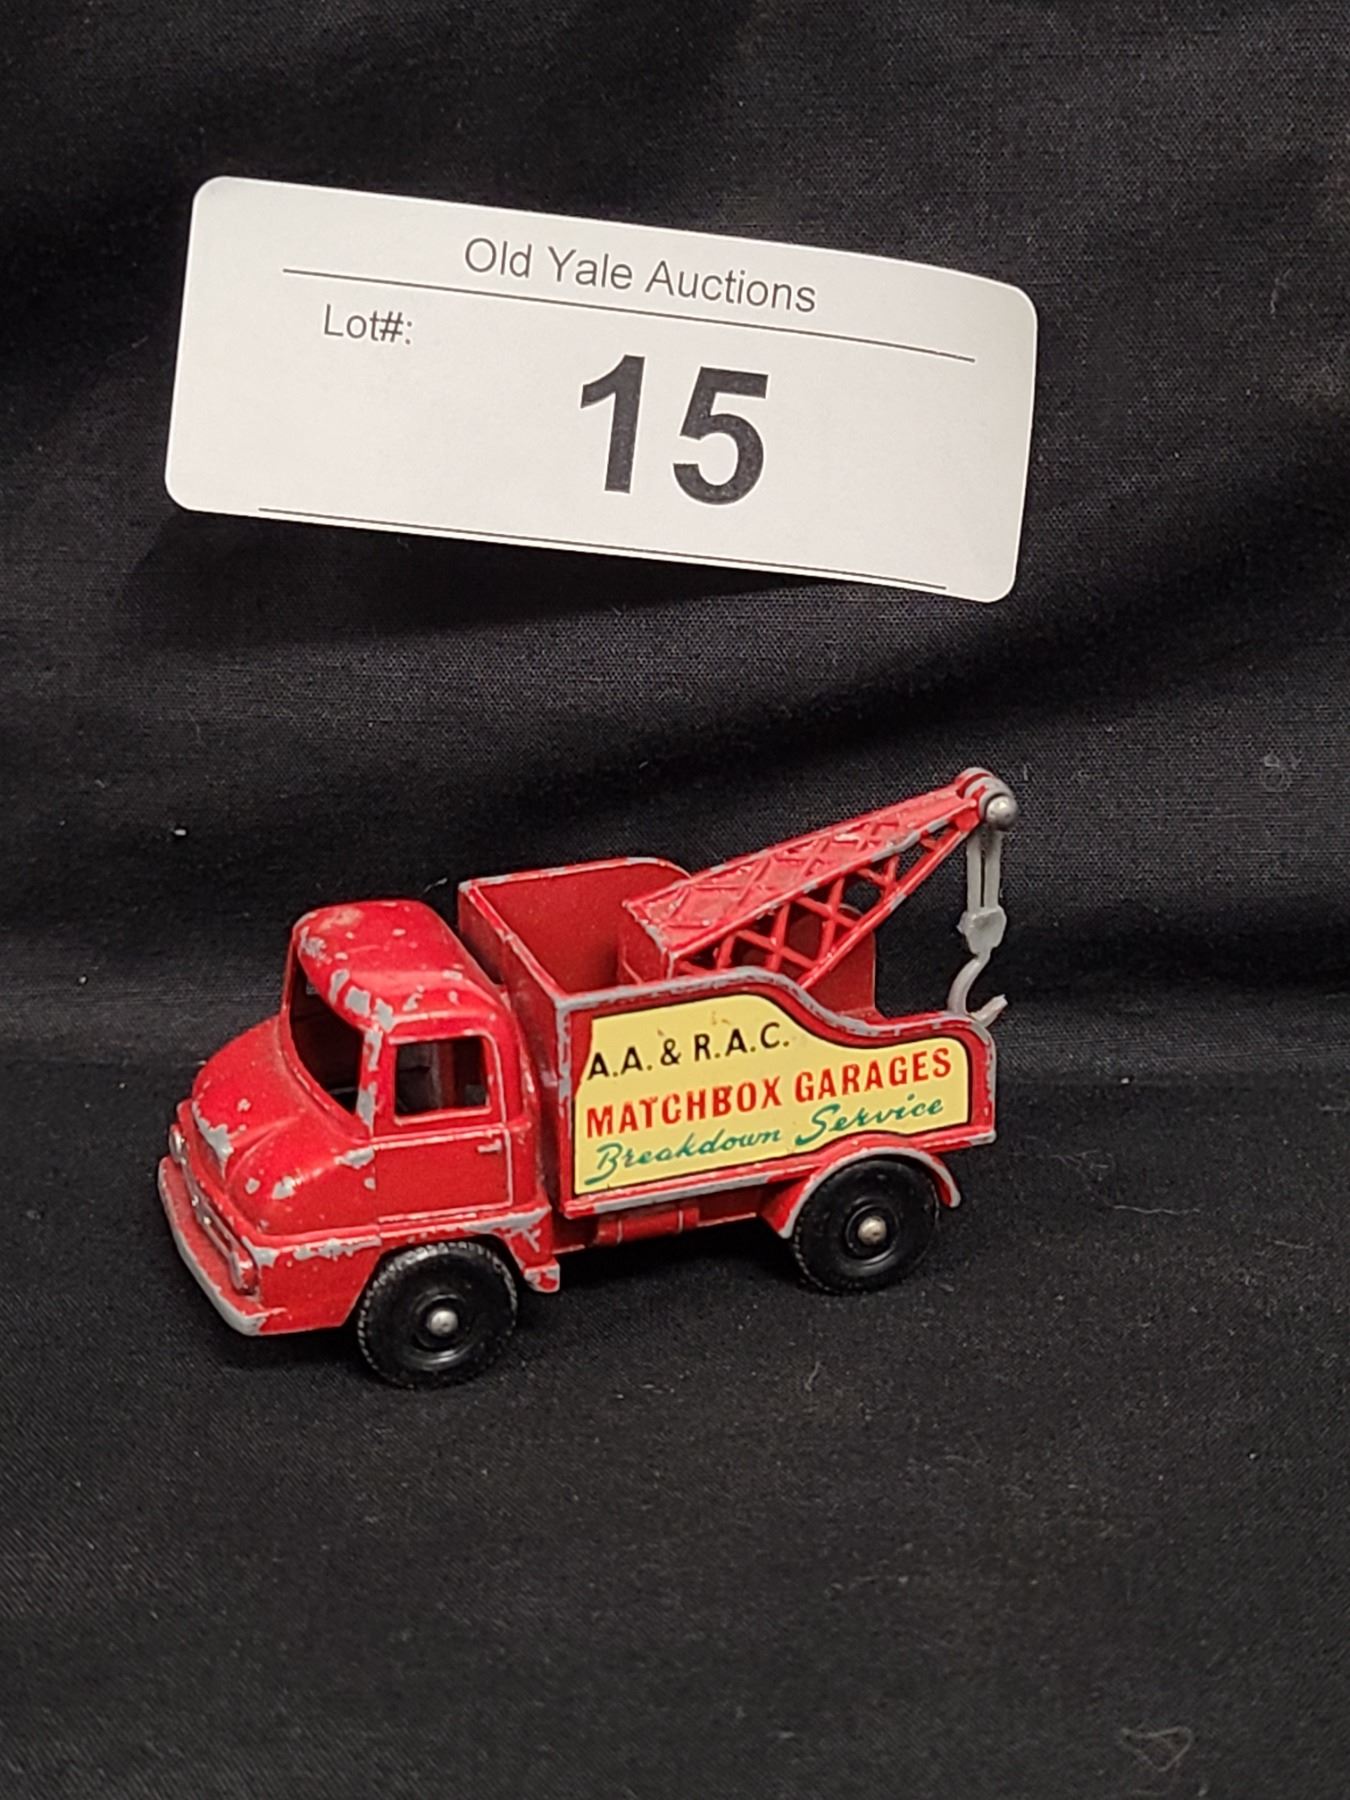 Old Yale Auctions
Lot#:
15
A.A. & R.A.C.
MATCHBOX GARAGES
Breakdown Service